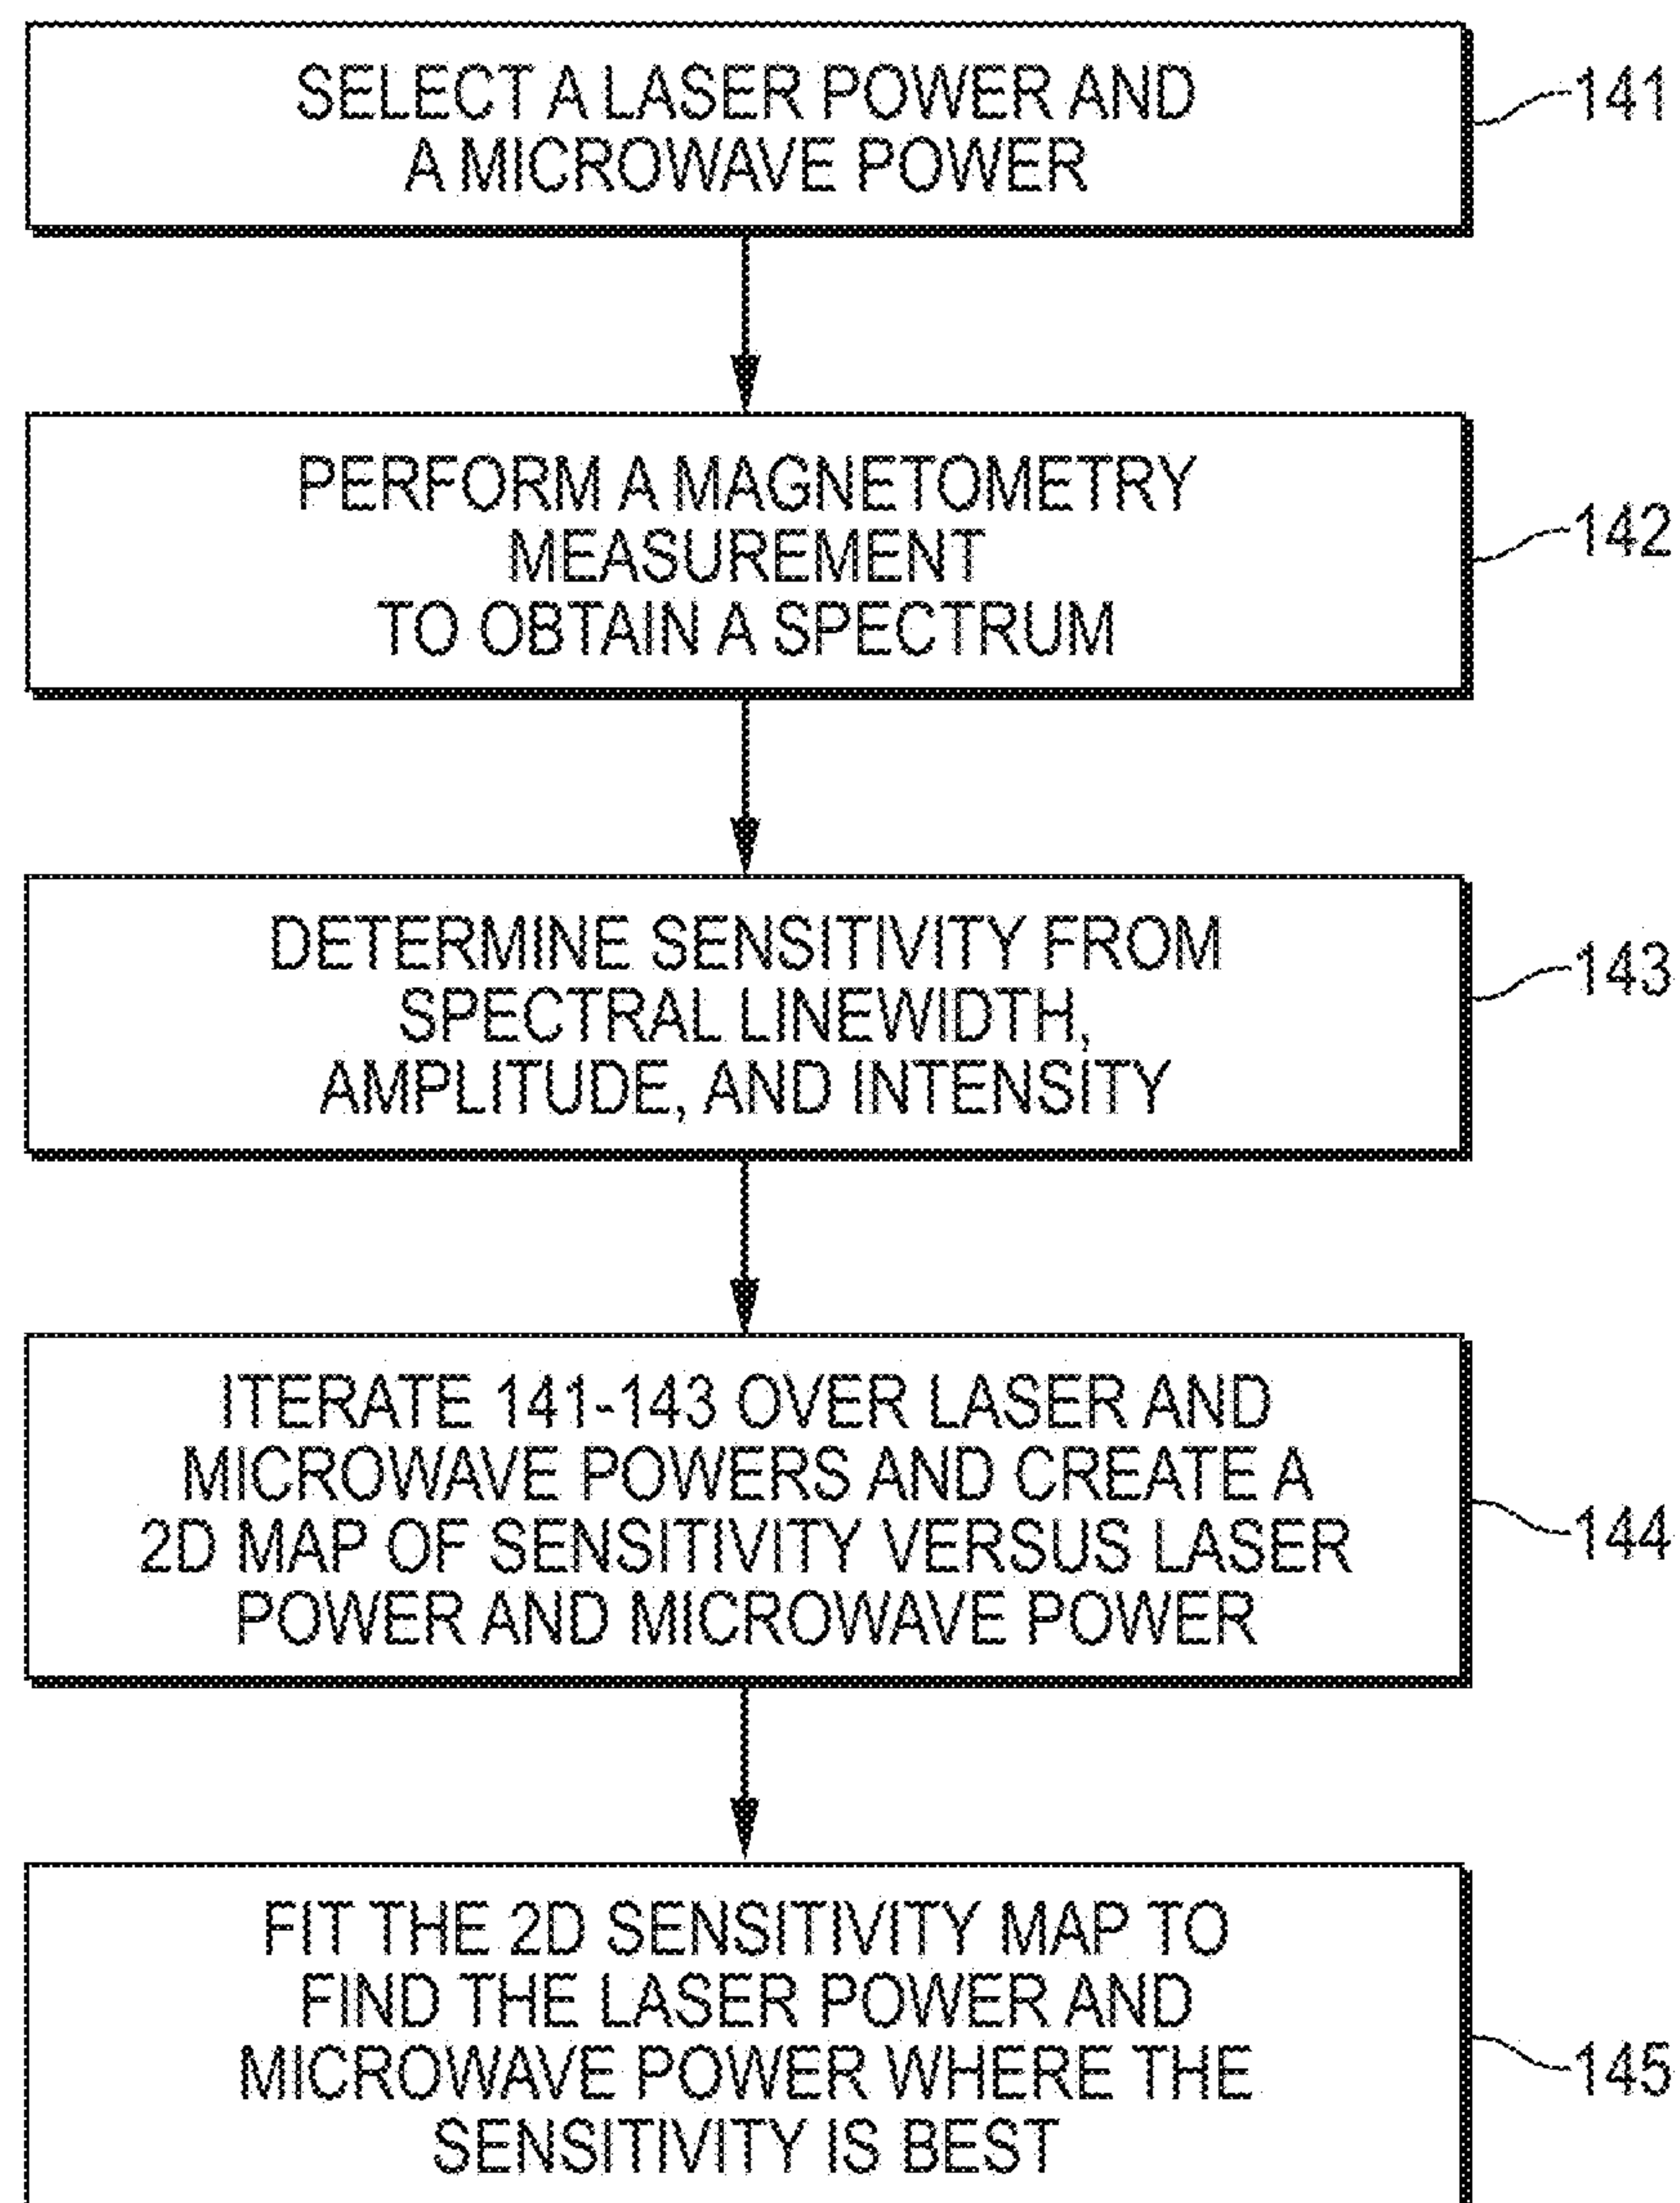 SELECT A LASER POWER AND
A MICROWAVE POWER
141
PERFORM A MAGNETOMETRY
MEASUREMENT
TO OBTAIN A SPECTRUM
142
DETERMINE SENSITIVITY FROM
SPECTRAL LINEWIDTH,
AMPLITUDE, AND INTENSITY
143
ITERATE 141-143 OVER LASER AND
MICROWAVE POWERS AND CREATE A
2D MAP OF SENSITIVITY VERSUS LASER
POWER AND MICROWAVE POWER
144
FIT THE 2D SENSITIVITY MAP TO
FIND THE LASER POWER AND
MICROWAVE POWER WHERE THE
SENSITIVITY IS BEST
145